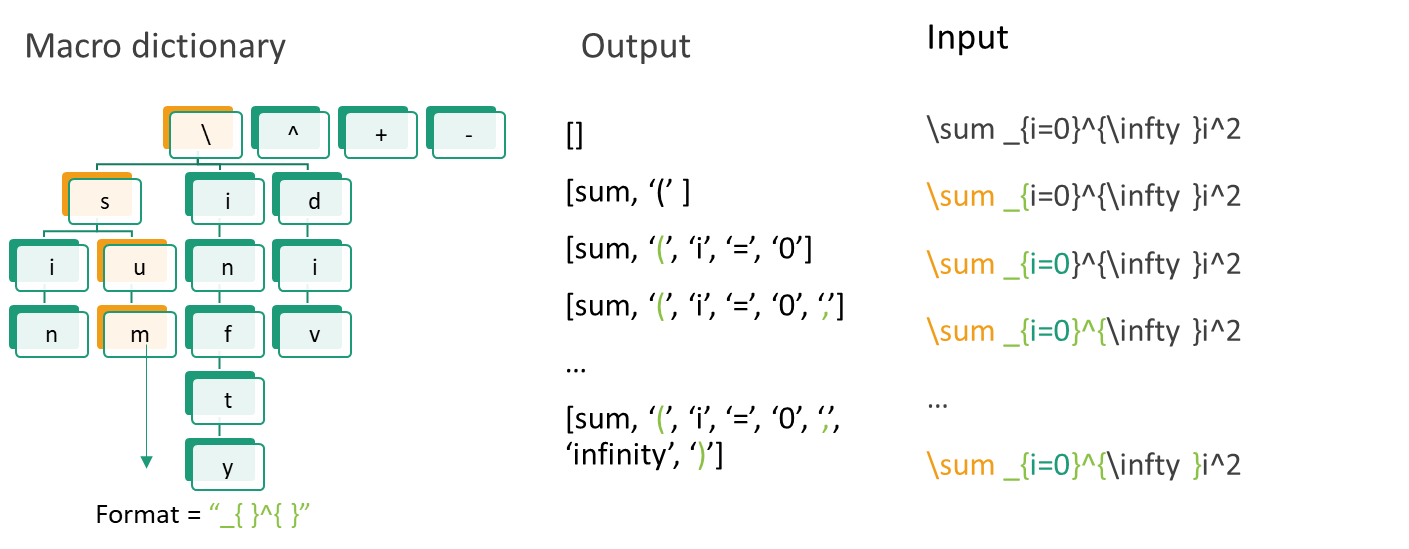 Macro dictionary
Output
Input
\ ^ + -
s i d
i u n i
n m f v
t
y
Format = “_{ }^{ }”
[]
[sum, ‘(’ ]
[sum, ‘(’, ‘i’, ‘=’, ‘0’]
[sum, ‘(’, ‘i’, ‘=’, ‘0’, ‘,’]
...
[sum, ‘(’, ‘i’, ‘=’, ‘0’, ‘,’,
‘infinity’, ‘)’]
\sum _{i=0}^{\infty }i^2
\sum _{i=0}^{\infty }i^2
\sum _{i=0}^{\infty }i^2
\sum _{i=0}^{\infty }i^2
...
\sum _{i=0}^{\infty }i^2